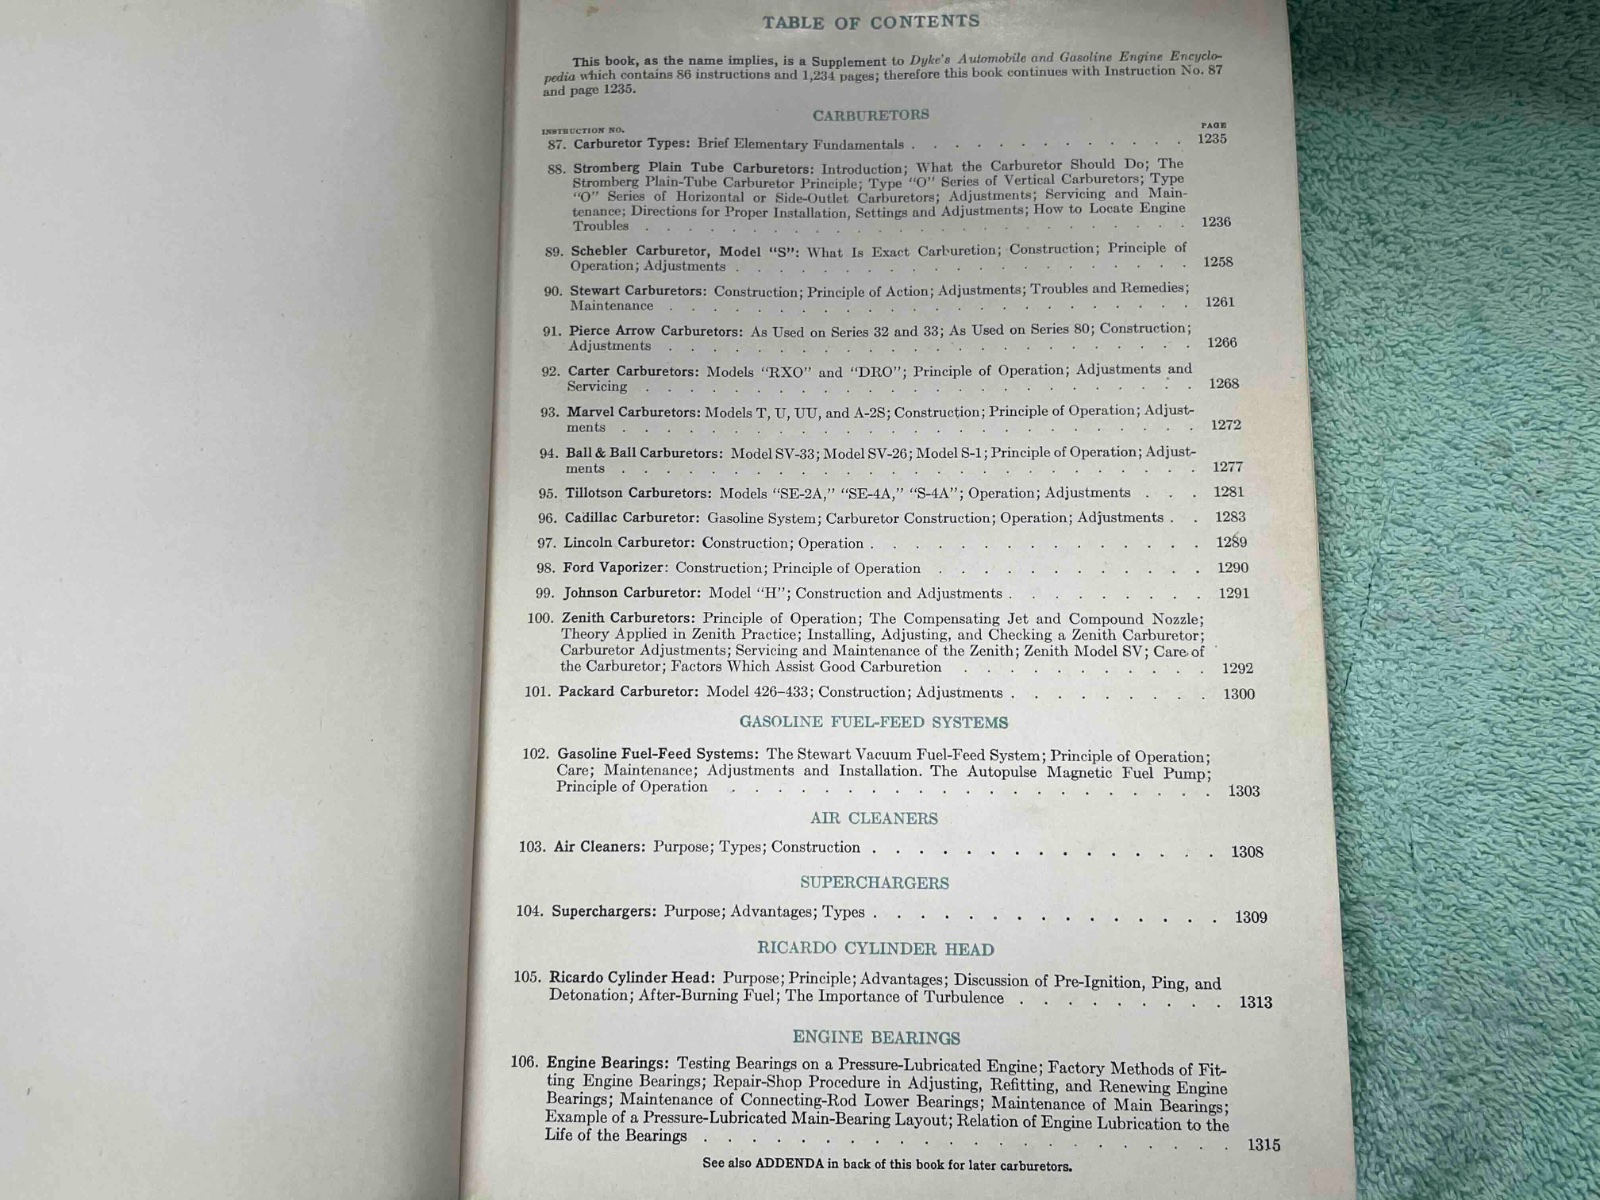 TABLE OF CONTENTS
This book, as the name implies, is a Supplement to Dyke's Automobile and Gasoline Engine Encyclo-
pedia which contains 86 instructions and 1,234 pages; therefore this book continues with Instruction No. 87
and page 1235.
CARBURETORS
INSTRUCTION NO. PAGE
87. Carburetor Types: Brief Elementary Fundamentals . . . . . . . . . . . . 1235
88. Stromberg Plain Tube Carburetors: Introduction; What the Carburetor Should Do; The
Stromberg Plain-Tube Carburetor Principle; Type "O" Series of Vertical Carburetors; Type
"O" Series of Horizontal or Side-Outlet Carburetors; Adjustments; Servicing and Main-
tenance; Directions for Proper Installation, Settings and Adjustments; How to Locate Engine
Troubles . . . . . . . . . . . . . . . . . . . . . 1236
89. Schebler Carburetor, Model "S": What Is Exact Carburetion; Construction; Principle of
Operation; Adjustments . . . . . . . . . . . . . . . . . . 1258
90. Stewart Carburetors: Construction; Principle of Action; Adjustments; Troubles and Remedies;
Maintenance . . . . . . . . . . . . . . . . . . . . 1261
91. Pierce Arrow Carburetors: As Used on Series 32 and 33; As Used on Series 80; Construction;
Adjustments . . . . . . . . . . . . . . . . . . . . 1266
92. Carter Carburetors: Models "RXO" and "DRO"; Principle of Operation; Adjustments and
Servicing . . . . . . . . . . . . . . . . . . . . . 1268
93. Marvel Carburetors: Models T, U, UU, and A-2S; Construction; Principle of Operation; Adjust-
ments . . . . . . . . . . . . . . . . . . . . . . 1272
94. Ball & Ball Carburetors: Model SV-33; Model SV-26; Model S-1; Principle of Operation; Adjust-
ments . . . . . . . . . . . . . . . . . . . . . . 1277
95. Tillotson Carburetors: Models "SE-2A," "SE-4A," "S-4A"; Operation; Adjustments . . . 1281
96. Cadillac Carburetor: Gasoline System; Carburetor Construction; Operation; Adjustments . . 1283
97. Lincoln Carburetor: Construction; Operation . . . . . . . . . . . . . . 1289
98. Ford Vaporizer: Construction; Principle of Operation . . . . . . . . . . . . 1290
99. Johnson Carburetor: Model "H"; Construction and Adjustments . . . . . . . . . 1291
100. Zenith Carburetors: Principle of Operation; The Compensating Jet and Compound Nozzle;
Theory Applied in Zenith Practice; Installing, Adjusting, and Checking a Zenith Carburetor;
Carburetor Adjustments; Servicing and Maintenance of the Zenith; Zenith Model SV; Care of
the Carburetor; Factors Which Assist Good Carburetion . . . . . . . . . . . 1292
101. Packard Carburetor: Model 426-433; Construction; Adjustments . . . . . . . . . 1300
GASOLINE FUEL-FEED SYSTEMS
102. Gasoline Fuel-Feed Systems: The Stewart Vacuum Fuel-Feed System; Principle of Operation;
Care; Maintenance; Adjustments and Installation. The Autopulse Magnetic Fuel Pump;
Principle of Operation . . . . . . . . . . . . . . . . . . . 1303
AIR CLEANERS
103. Air Cleaners: Purpose; Types; Construction . . . . . . . . . . . . . . . 1308
SUPERCHARGERS
104. Superchargers: Purpose; Advantages; Types . . . . . . . . . . . . . . . 1309
RICARDO CYLINDER HEAD
105. Ricardo Cylinder Head: Purpose; Principle; Advantages; Discussion of Pre-Ignition, Ping, and
Detonation; After-Burning Fuel; The Importance of Turbulence . . . . . . . . . 1313
ENGINE BEARINGS
106. Engine Bearings: Testing Bearings on a Pressure-Lubricated Engine; Factory Methods of Fit-
ting Engine Bearings; Repair-Shop Procedure in Adjusting, Refitting, and Renewing Engine
Bearings; Maintenance of Connecting-Rod Lower Bearings; Maintenance of Main Bearings;
Example of a Pressure-Lubricated Main-Bearing Layout; Relation of Engine Lubrication to the
Life of the Bearings . . . . . . . . . . . . . . . . . . 1315
See also ADDENDA in back of this book for later carburetors.